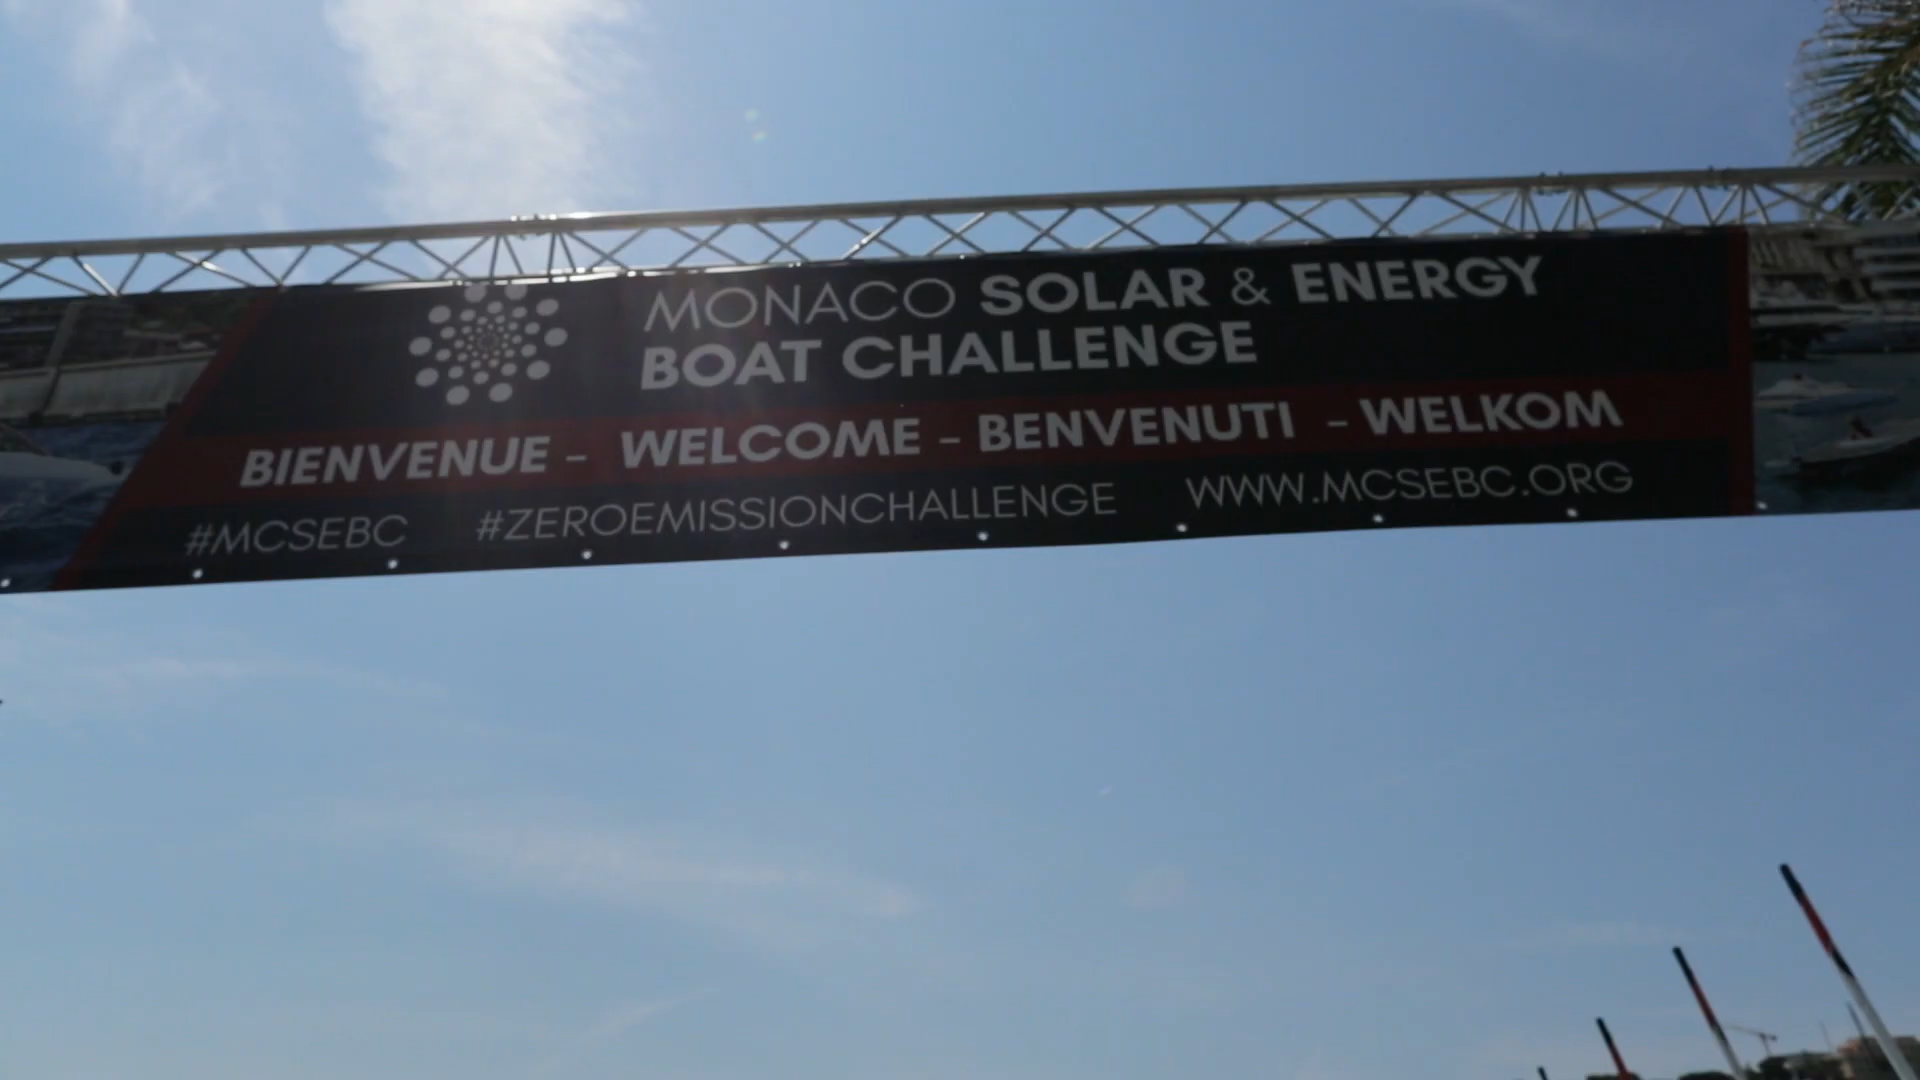 MONACO SOLAR & ENERGY
BOAT CHALLENGE
BIENVENUE - WELCOME - BENVENUTI - WELKOM
#MCSEBC #ZEROEMISSIONCHALLENGE WWW.MCSEBC.ORG